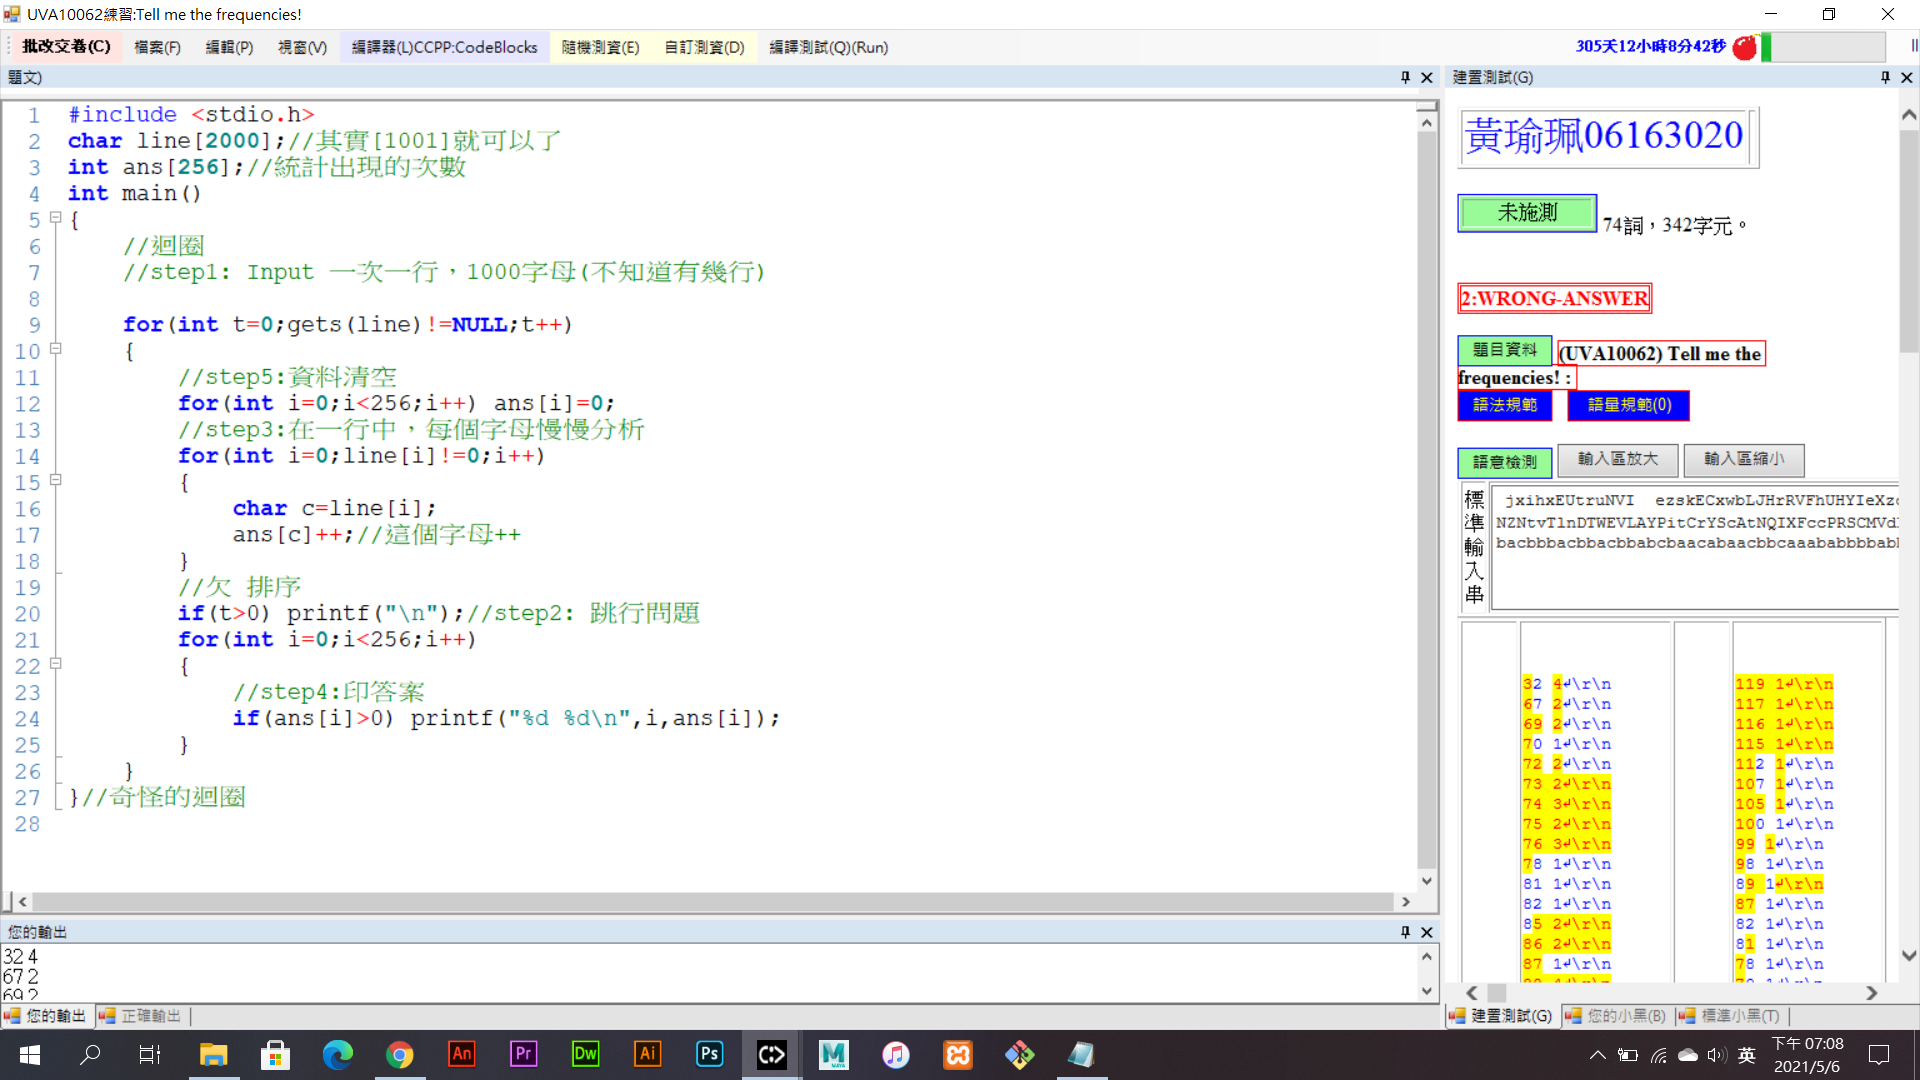 UVA10062練習:Tell me the frequencies!
批改交卷(C) 檔案(F) 編輯(P) 視窗(V) 編譯器(L)CCPP:CodeBlocks 隨機測資(E) 自訂測資(D) 編譯測試(Q)(Run) 305天12小時8分42秒
題文)
1 #include <stdio.h>
2 char line[2000];//其實[1001]就可以了
3 int ans[256];//統計出現的次數
4 int main()
5 {
6 //迴圈
7 //step1: Input 一次一行，1000字母(不知道有幾行)
8
9 for(int t=0;gets(line)!=NULL;t++)
10 {
11 //step5:資料清空
12 for(int i=0;i<256;i++) ans[i]=0;
13 //step3:在一行中，每個字母慢慢分析
14 for(int i=0;line[i]!=0;i++)
15 {
16 char c=line[i];
17 ans[c]++;//這個字母++
18 }
19 //欠 排序
20 if(t>0) printf("\n");//step2: 跳行問題
21 for(int i=0;i<256;i++)
22 {
23 //step4:印答案
24 if(ans[i]>0) printf("%d %d\n",i,ans[i]);
25 }
26 }
27 }//奇怪的迴圈
28
您的輸出
32 4
67 2
69 2
您的輸出 正確輸出
建置測試(G)
黃瑜珮06163020
未施測 74詞，342字元。
2:WRONG-ANSWER
題目資料 (UVA10062) Tell me the
frequencies! :
語法規範 語量規範(0)
語意檢測 輸入區放大 輸入區縮小
標準輸入串
jxihxEUtruNVI ezskECxwbLJHrRVFhUHYIeXz
NZNtvTlnDTWEVLAYPitCrYScAtNQIXFccPRSCMVd
bacbbbacbbacbbabcbaacabaacbbcaaababbbbab
32 4↵\r\n
67 2↵\r\n
69 2↵\r\n
70 1↵\r\n
72 2↵\r\n
73 2↵\r\n
74 3↵\r\n
75 2↵\r\n
76 3↵\r\n
78 1↵\r\n
81 1↵\r\n
82 1↵\r\n
85 2↵\r\n
86 2↵\r\n
87 1↵\r\n
119 1↵\r\n
117 1↵\r\n
116 1↵\r\n
115 1↵\r\n
112 1↵\r\n
107 1↵\r\n
105 1↵\r\n
100 1↵\r\n
99 1↵\r\n
98 1↵\r\n
89 1↵\r\n
87 1↵\r\n
82 1↵\r\n
81 1↵\r\n
78 1↵\r\n
建置測試(G) 您的小黑(B) 標準小黑(T)
An Pr Dw Ai Ps M MAYA
英
下午 07:08
2021/5/6